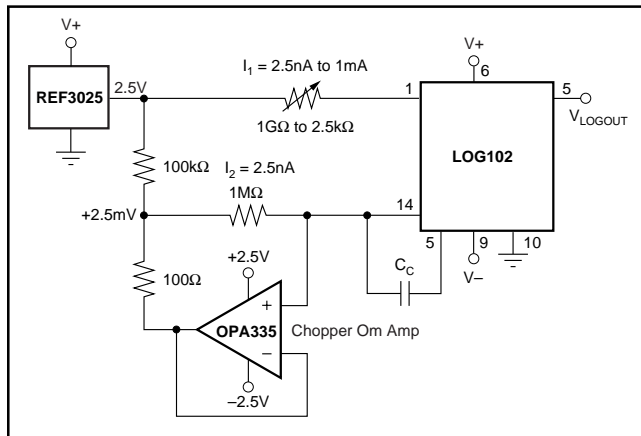 V+
REF3025
2.5V
I1 = 2.5nA to 1mA
1GΩ to 2.5kΩ
V+
6
1
5
VLOGOUT
LOG102
100kΩ
I2 = 2.5nA
1MΩ
+2.5mV
14
5
9
10
V–
CC
100Ω
+2.5V
+
OPA335
Chopper Om Amp
–
–2.5V